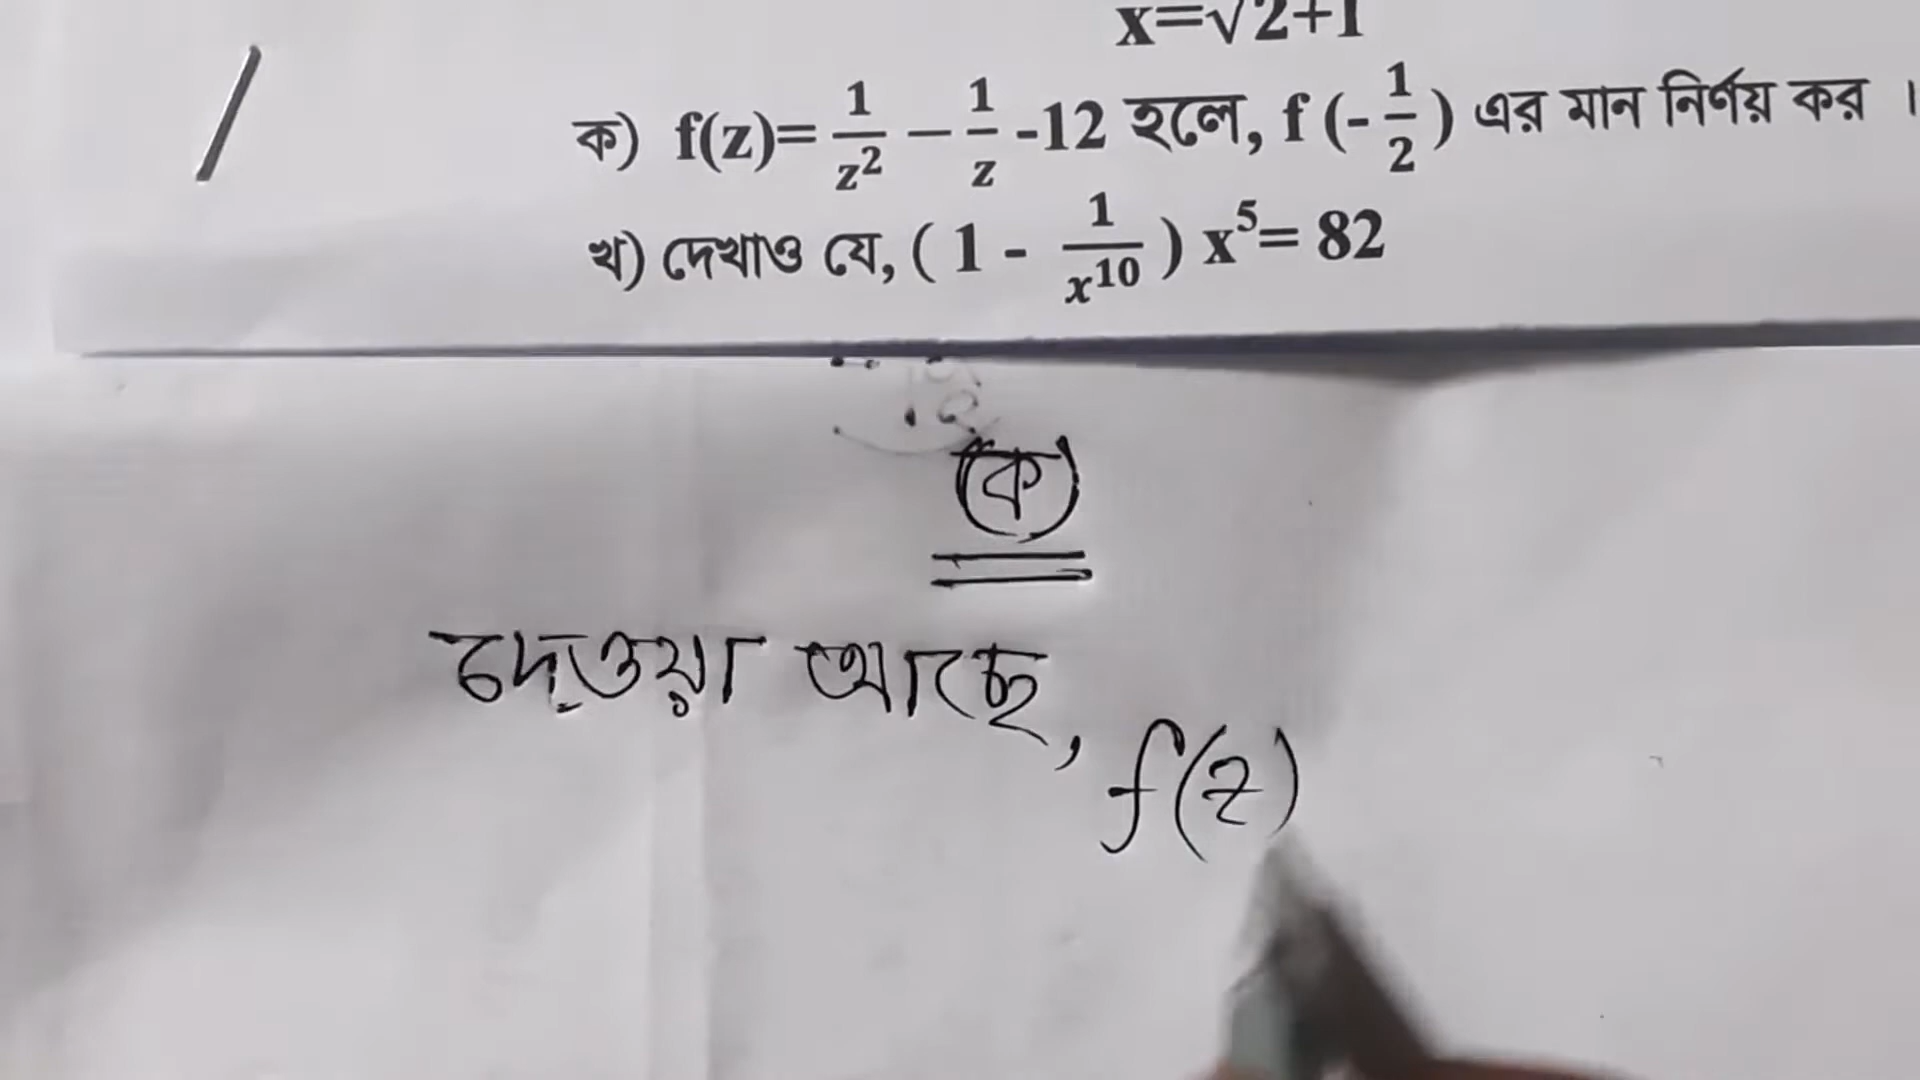 x=√2+1
ক) f(z)= 1/z² − 1/z -12 হলে, f (- 1/2) এর মান নির্ণয় কর ।
খ) দেখাও যে, ( 1 - 1/x¹⁰ ) x⁵= 82
(ক)
দেওয়া আছে,
f(z)